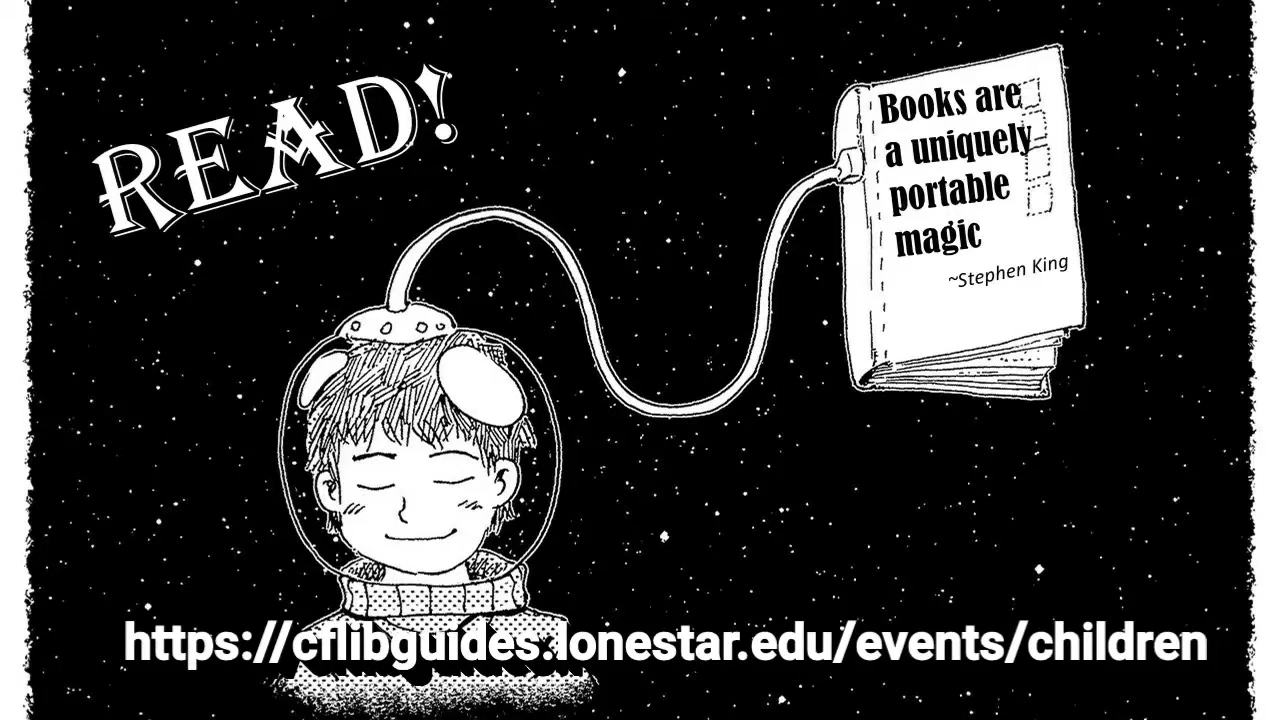 READ!
Books are
a uniquely
portable
magic
~Stephen King
https://cflibguides.lonestar.edu/events/children